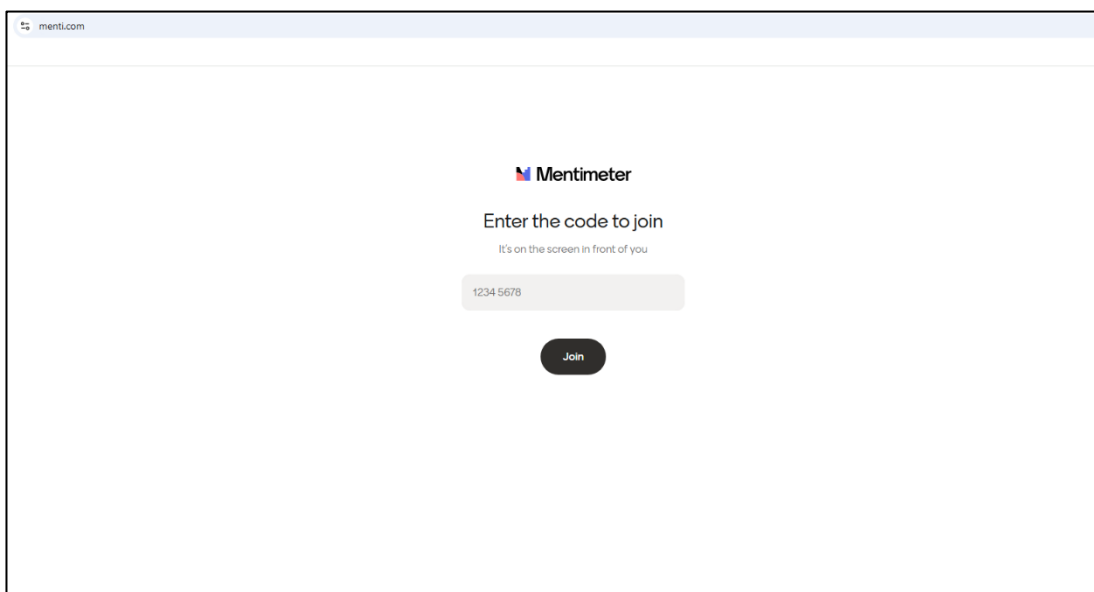 menti.com
Mentimeter
Enter the code to join
It's on the screen in front of you
1234 5678
Join